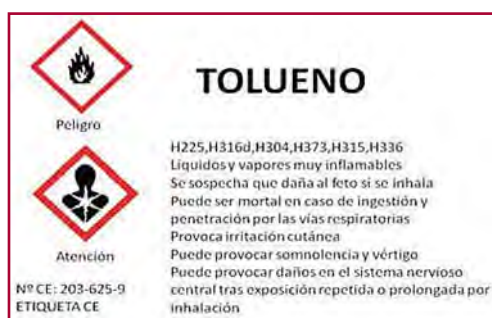 TOLUENO
Peligro
H225,H316d,H304,H373,H315,H336
Líquidos y vapores muy inflamables
Se sospecha que daña al feto si se inhala
Puede ser mortal en caso de ingestión y
penetración por las vías respiratorias
Provoca irritación cutánea
Puede provocar somnolencia y vértigo
Puede provocar daños en el sistema nervioso
central tras exposición repetida o prolongada por
inhalación
Atención
Nº CE: 203-625-9
ETIQUETA CE